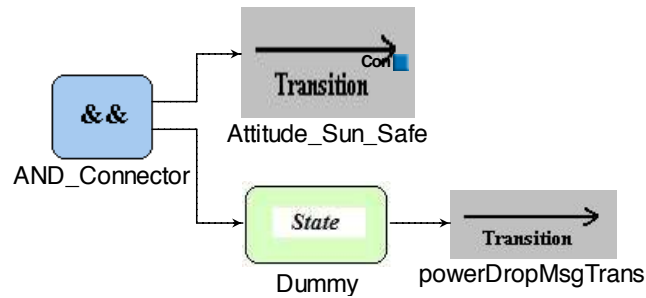 Con
Transition
Attitude_Sun_Safe
&&
AND_Connector
State
Dummy
Transition
powerDropMsgTrans